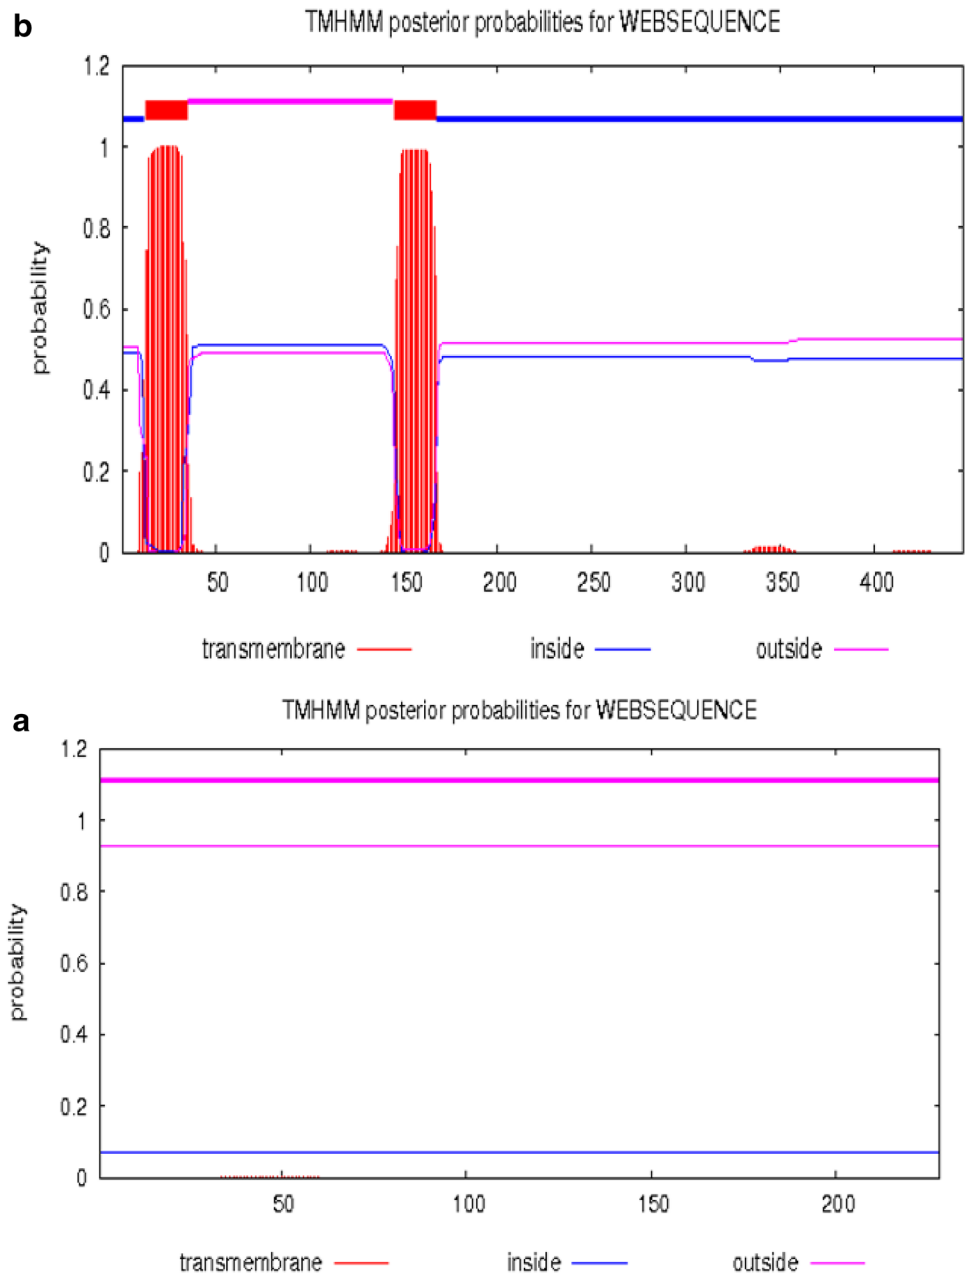 b
TMHMM posterior probabilities for WEBSEQUENCE
1.2
1
0.8
0.6
0.4
0.2
0
probability
50 100 150 200 250 300 350 400
transmembrane inside outside
TMHMM posterior probabilities for WEBSEQUENCE
a
1.2
1
0.8
0.6
0.4
0.2
0
probability
50 100 150 200
transmembrane inside outside